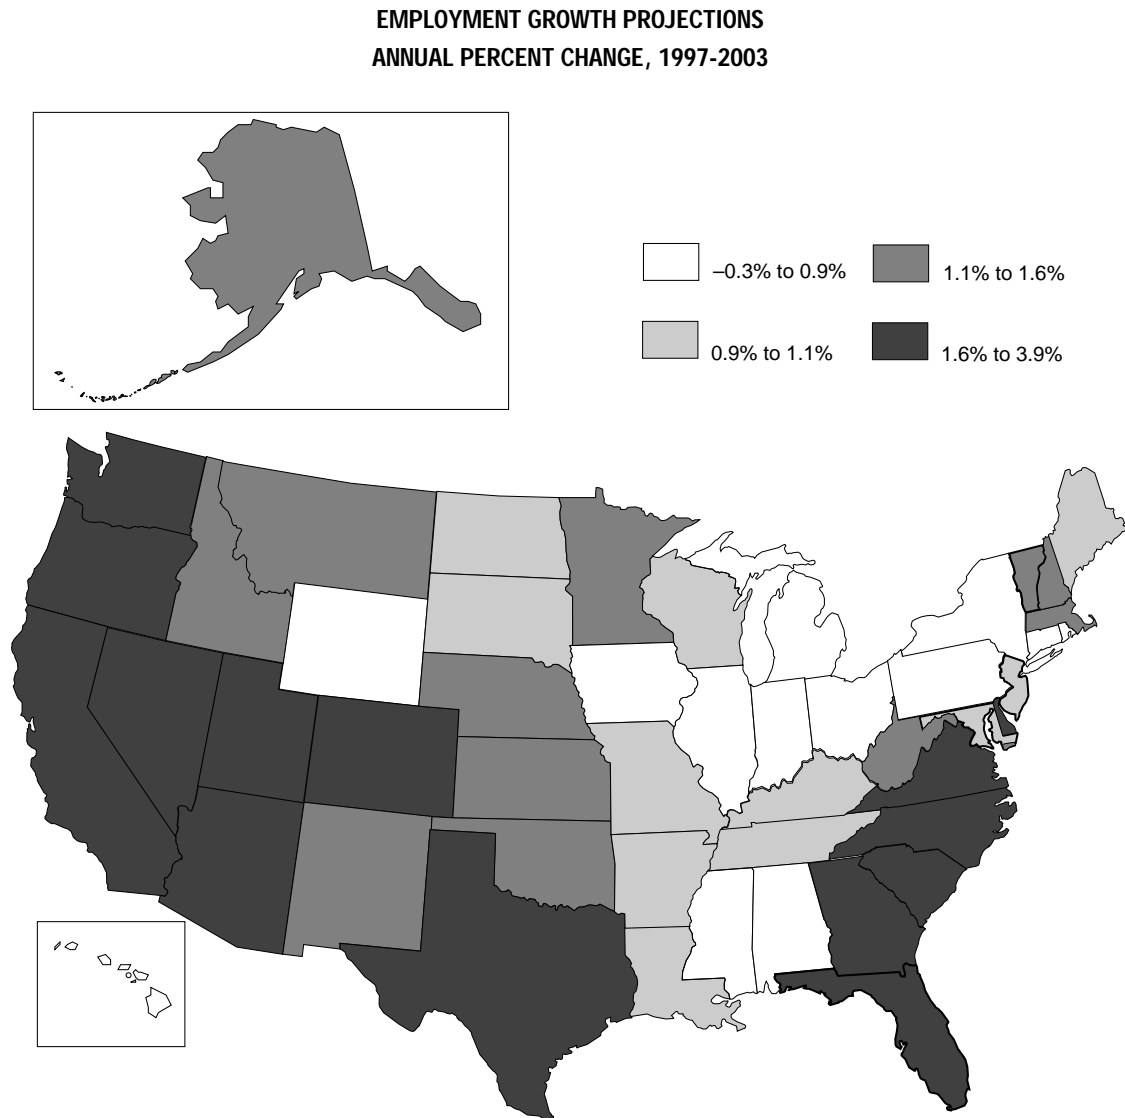 EMPLOYMENT GROWTH PROJECTIONS
ANNUAL PERCENT CHANGE, 1997-2003
–0.3% to 0.9%
1.1% to 1.6%
0.9% to 1.1%
1.6% to 3.9%